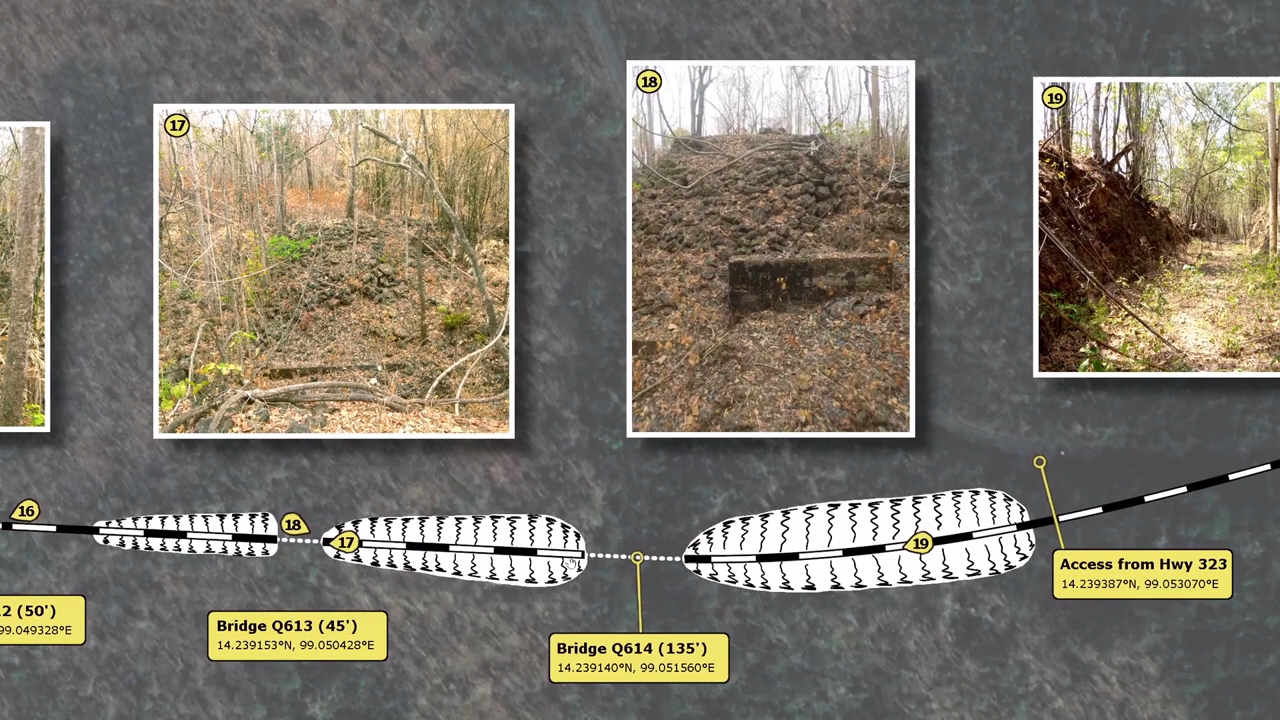 17
18
19
16
18
17
19
Access from Hwy 323
14.239387°N, 99.053070°E
2 (50')
99.049328°E
Bridge Q613 (45')
14.239153°N, 99.050428°E
Bridge Q614 (135')
14.239140°N, 99.051560°E